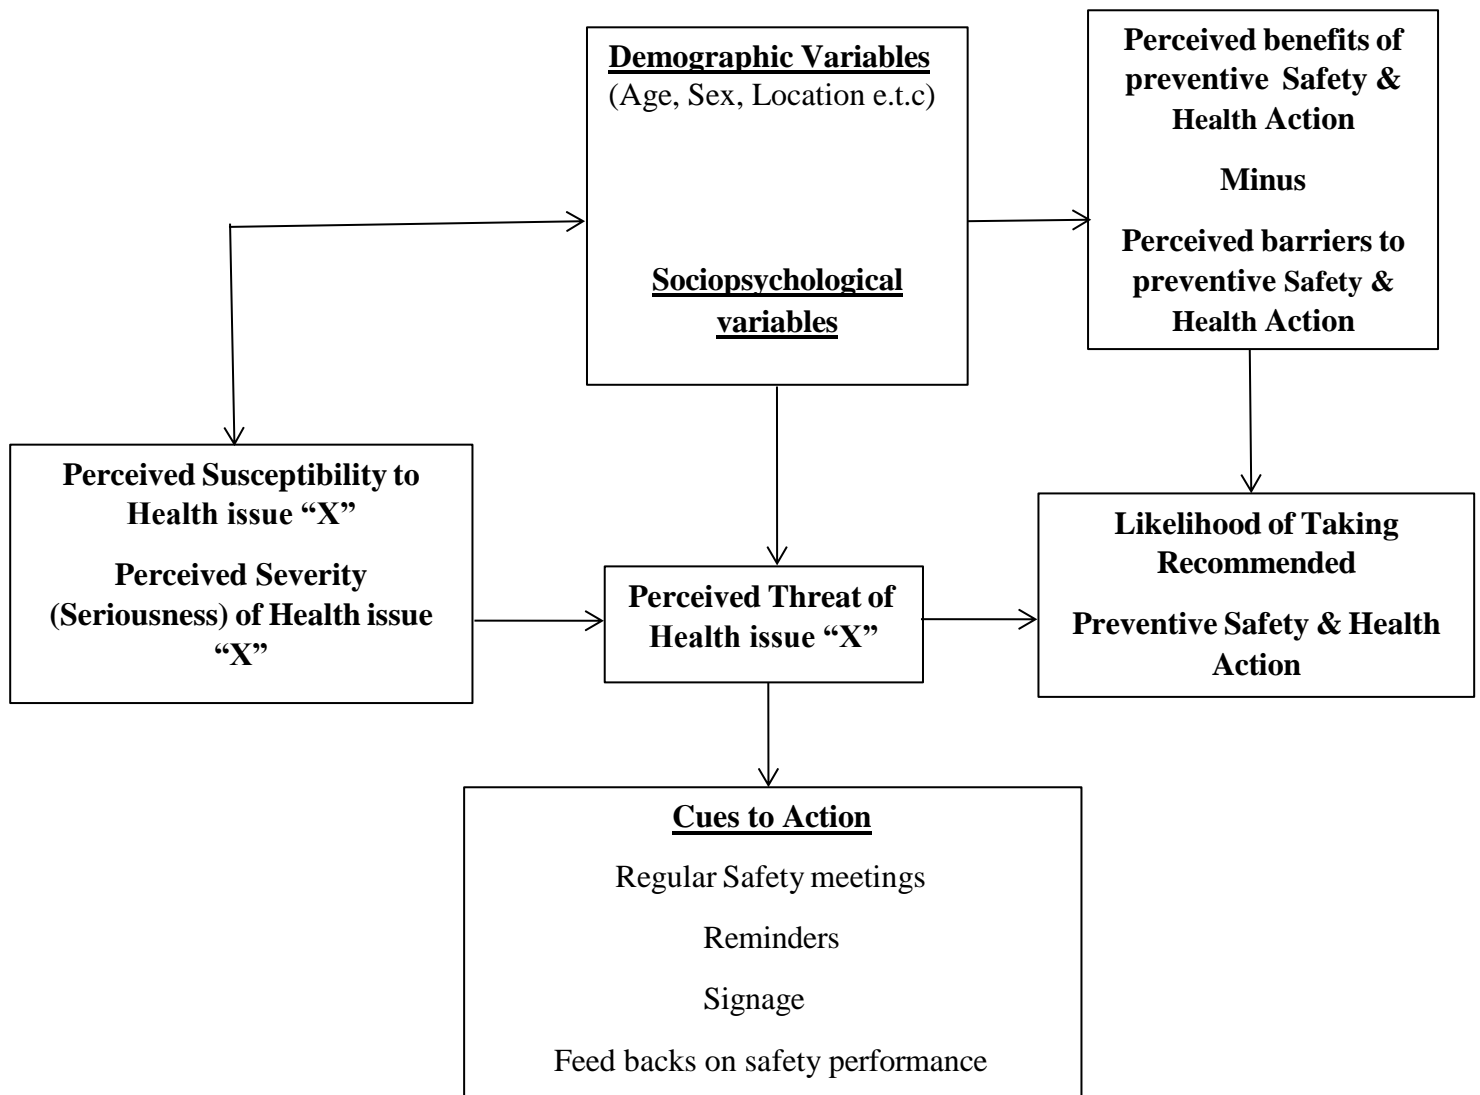 Demographic Variables
(Age, Sex, Location e.t.c)
Sociopsychological
variables
Perceived benefits of
preventive Safety &
Health Action
Minus
Perceived barriers to
preventive Safety &
Health Action
Perceived Susceptibility to
Health issue “X”
Perceived Severity
(Seriousness) of Health issue
“X”
Perceived Threat of
Health issue “X”
Likelihood of Taking
Recommended
Preventive Safety & Health
Action
Cues to Action
Regular Safety meetings
Reminders
Signage
Feed backs on safety performance